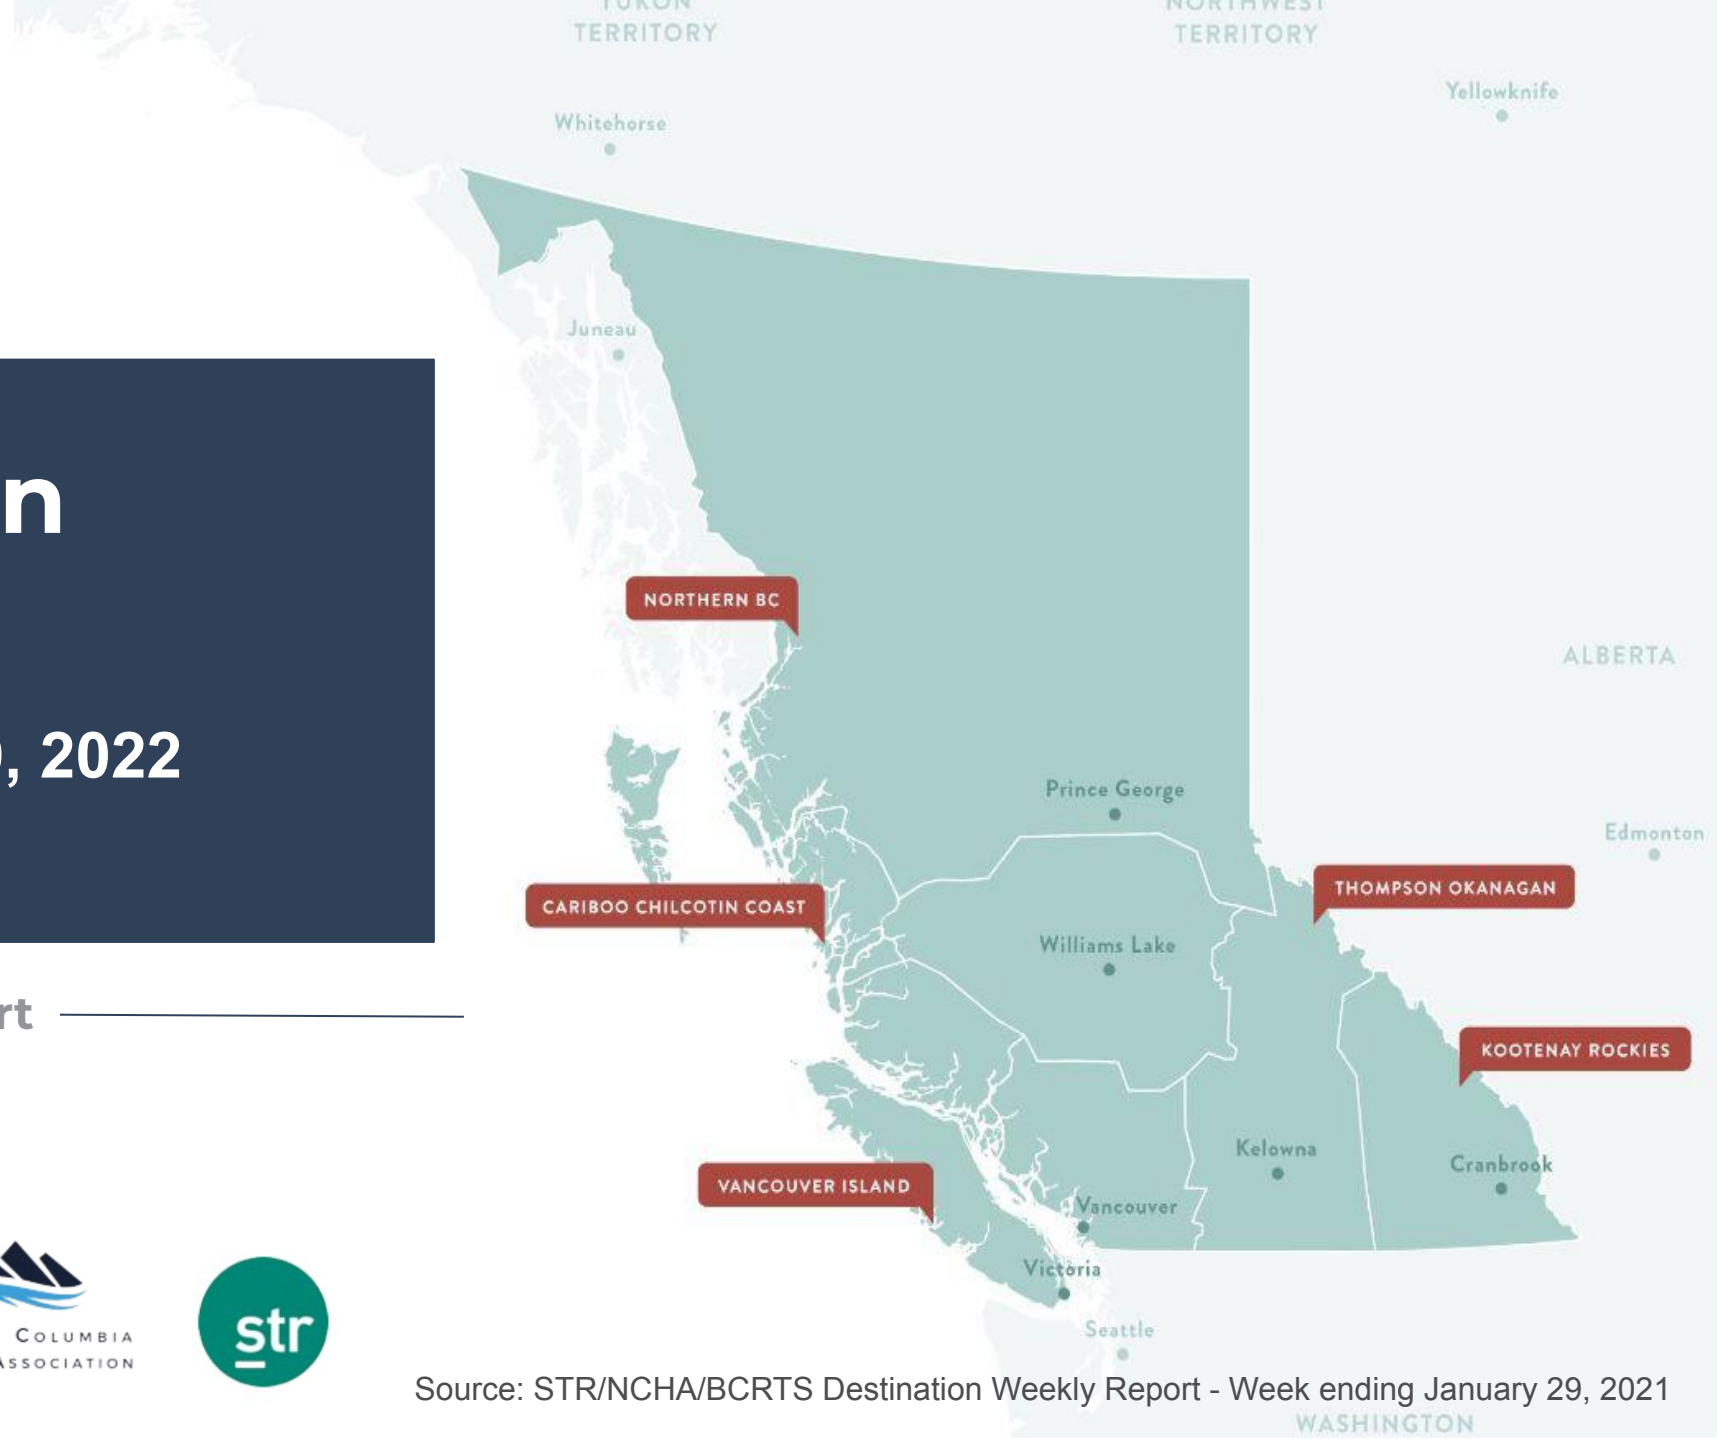 YUKON
TERRITORY
NORTHWEST
TERRITORY
Yellowknife
Whitehorse
Juneau
n
, 2022
NORTHERN BC
ALBERTA
Prince George
Edmonton
THOMPSON OKANAGAN
CARIBOO CHILCOTIN COAST
Williams Lake
rt
KOOTENAY ROCKIES
Kelowna
Cranbrook
VANCOUVER ISLAND
Vancouver
Victoria
COLUMBIA
ASSOCIATION
str
Seattle
Source: STR/NCHA/BCRTS Destination Weekly Report - Week ending January 29, 2021
WASHINGTON